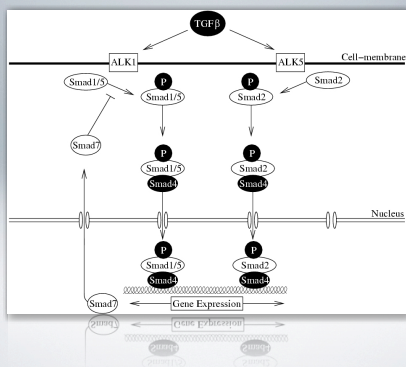 TGFβ
ALK1
ALK5
Cell-membrane
Smad1/5
P
P
Smad2
Smad1/5
Smad2
Smad7
P
P
Smad1/5
Smad2
Smad4
Smad4
Nucleus
P
P
Smad1/5
Smad2
Smad4
Smad4
Smad7
Gene Expression